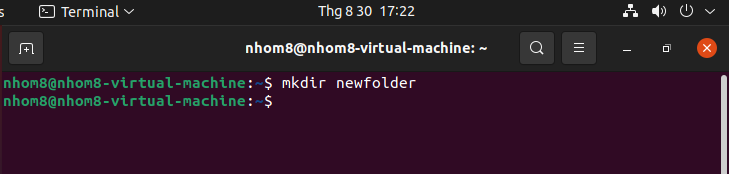 Terminal
Thg 8 30 17:22
nhom8@nhom8-virtual-machine: ~
nhom8@nhom8-virtual-machine:~$ mkdir newfolder
nhom8@nhom8-virtual-machine:~$